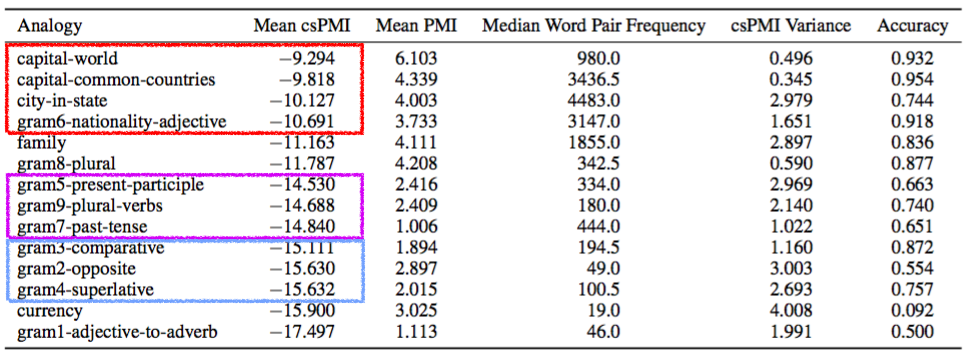 Analogy Mean csPMI Mean PMI Median Word Pair Frequency csPMI Variance Accuracy
capital-world −9.294 6.103 980.0 0.496 0.932
capital-common-countries −9.818 4.339 3436.5 0.345 0.954
city-in-state −10.127 4.003 4483.0 2.979 0.744
gram6-nationality-adjective −10.691 3.733 3147.0 1.651 0.918
family −11.163 4.111 1855.0 2.897 0.836
gram8-plural −11.787 4.208 342.5 0.590 0.877
gram5-present-participle −14.530 2.416 334.0 2.969 0.663
gram9-plural-verbs −14.688 2.409 180.0 2.140 0.740
gram7-past-tense −14.840 1.006 444.0 1.022 0.651
gram3-comparative −15.111 1.894 194.5 1.160 0.872
gram2-opposite −15.630 2.897 49.0 3.003 0.554
gram4-superlative −15.632 2.015 100.5 2.693 0.757
currency −15.900 3.025 19.0 4.008 0.092
gram1-adjective-to-adverb −17.497 1.113 46.0 1.991 0.500